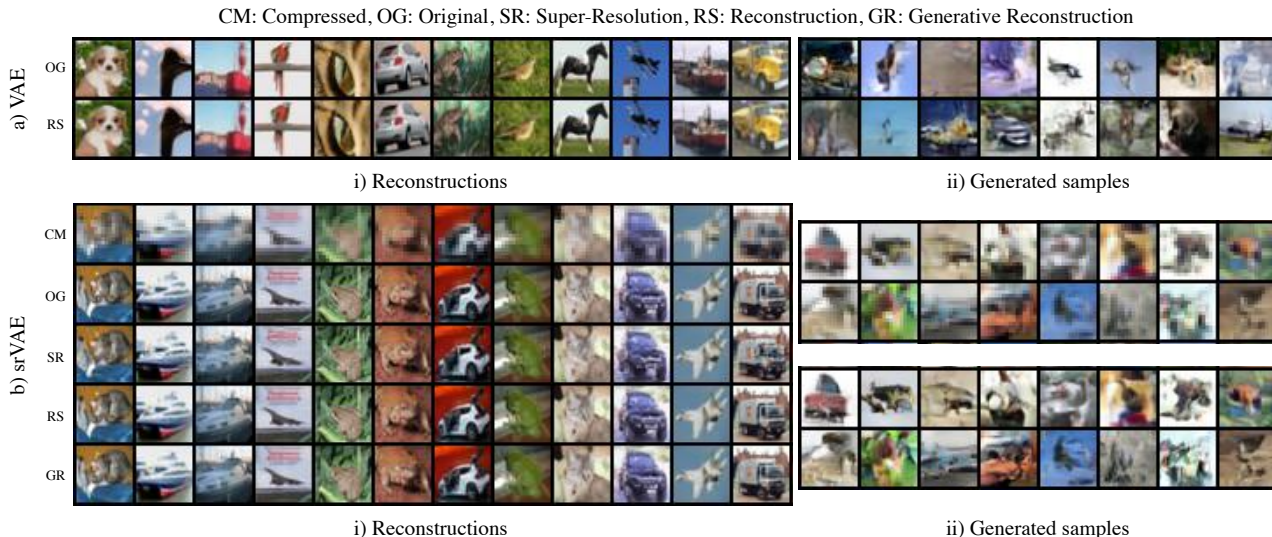 CM: Compressed, OG: Original, SR: Super-Resolution, RS: Reconstruction, GR: Generative Reconstruction
a) VAE
OG
RS
i) Reconstructions
ii) Generated samples
b) srVAE
CM
OG
SR
RS
GR
i) Reconstructions
ii) Generated samples